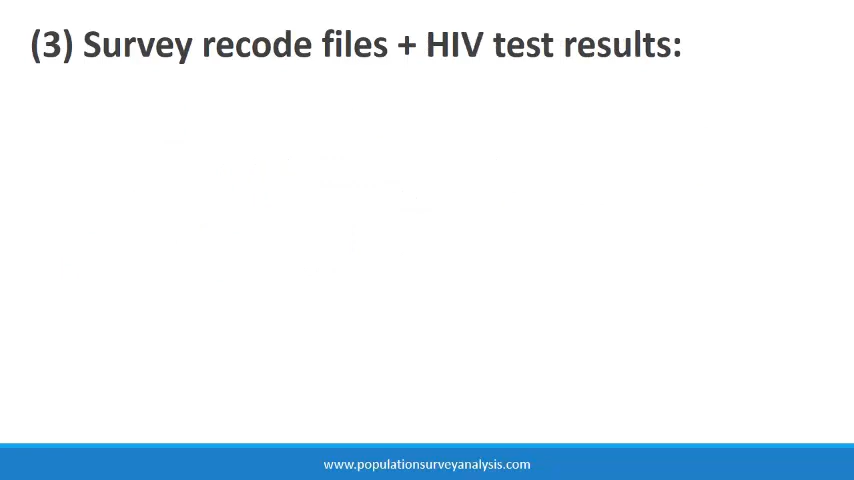 (3) Survey recode files + HIV test results:
www.populationsurveyanalysis.com